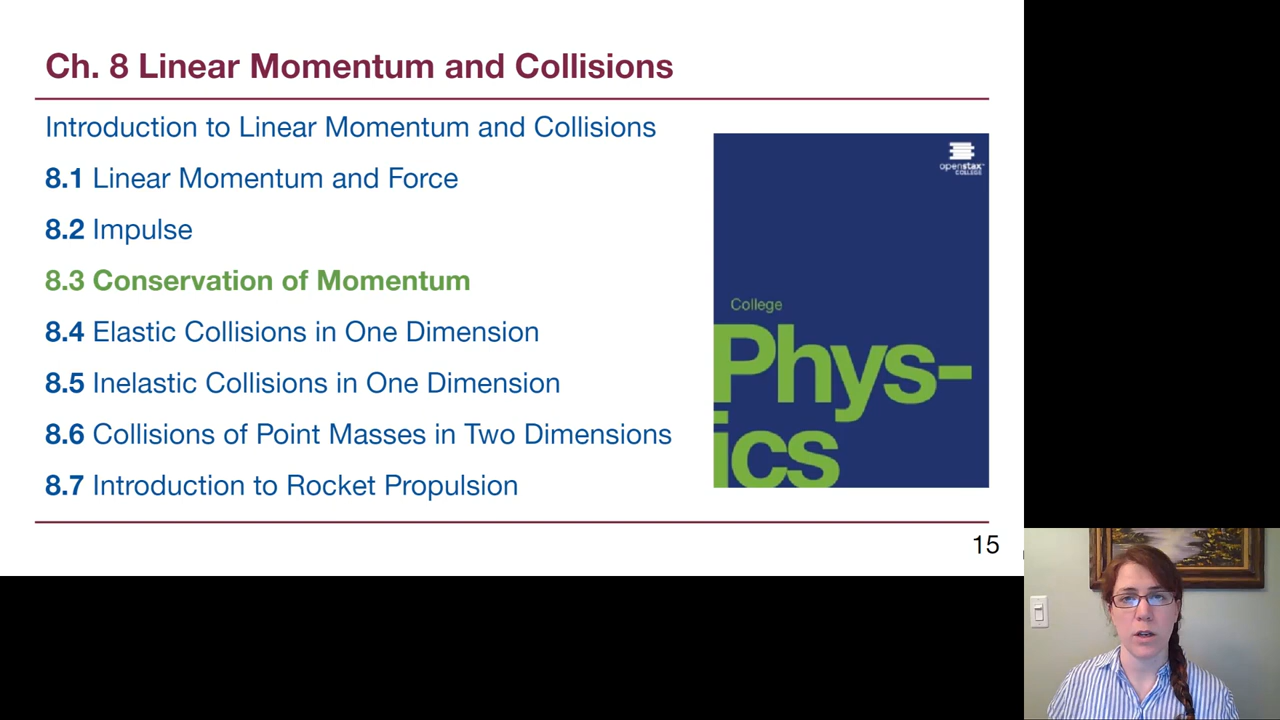 Ch. 8 Linear Momentum and Collisions
Introduction to Linear Momentum and Collisions
8.1 Linear Momentum and Force
8.2 Impulse
8.3 Conservation of Momentum
8.4 Elastic Collisions in One Dimension
8.5 Inelastic Collisions in One Dimension
8.6 Collisions of Point Masses in Two Dimensions
8.7 Introduction to Rocket Propulsion
openstax™
COLLEGE
College
Phys-
ics
15